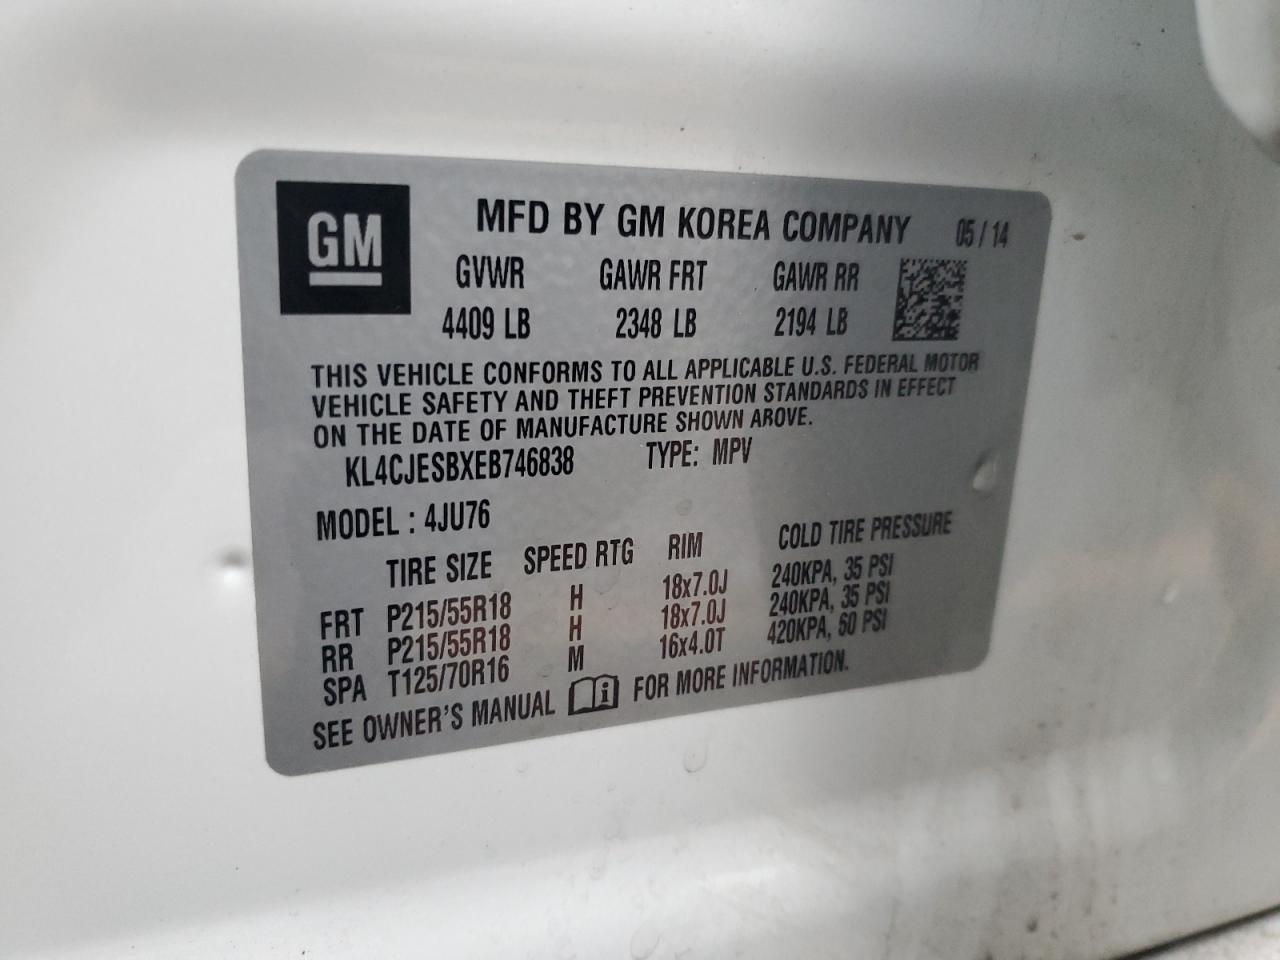 GM
MFD BY GM KOREA COMPANY 05/14
GVWR GAWR FRT GAWR RR
4409 LB 2348 LB 2194 LB
THIS VEHICLE CONFORMS TO ALL APPLICABLE U.S. FEDERAL MOTOR
VEHICLE SAFETY AND THEFT PREVENTION STANDARDS IN EFFECT
ON THE DATE OF MANUFACTURE SHOWN ABOVE.
KL4CJESBXEB746838 TYPE: MPV
MODEL : 4JU76
TIRE SIZE SPEED RTG RIM COLD TIRE PRESSURE
FRT P215/55R18 H 18x7.0J 240KPA, 35 PSI
RR P215/55R18 H 18x7.0J 240KPA, 35 PSI
SPA T125/70R16 M 16x4.0T 420KPA, 60 PSI
SEE OWNER'S MANUAL FOR MORE INFORMATION.